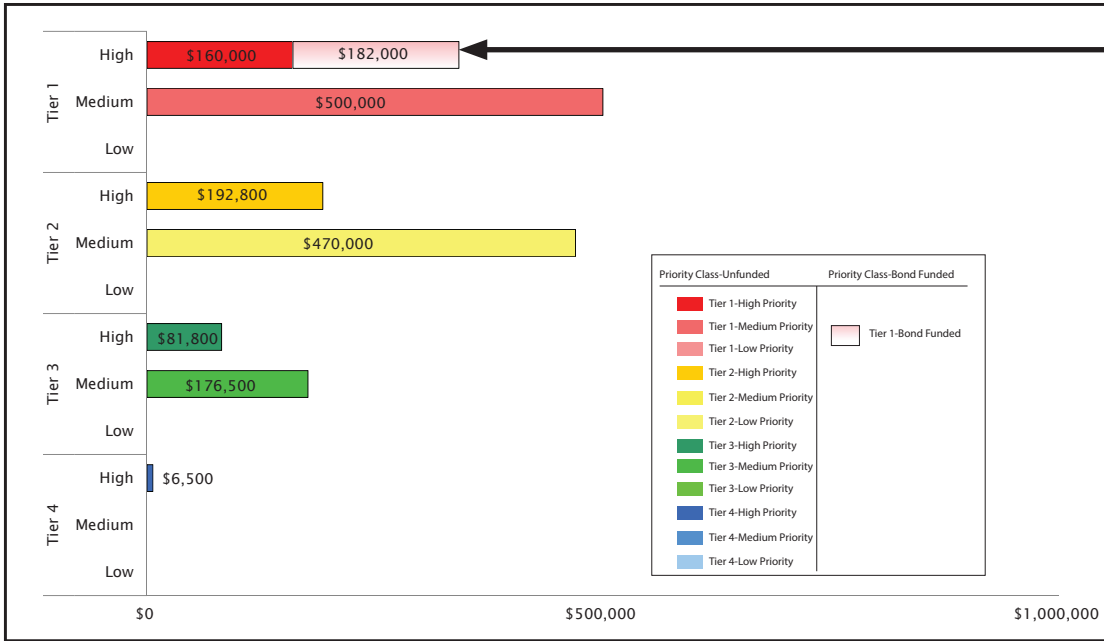 Tier 1
High
$160,000
$182,000
Medium
$500,000
Low
Tier 2
High
$192,800
Medium
$470,000
Low
Tier 3
High
$81,800
Medium
$176,500
Low
Tier 4
High
$6,500
Medium
Low
$0
$500,000
$1,000,000
Priority Class-Unfunded
Tier 1-High Priority
Tier 1-Medium Priority
Tier 1-Low Priority
Tier 2-High Priority
Tier 2-Medium Priority
Tier 2-Low Priority
Tier 3-High Priority
Tier 3-Medium Priority
Tier 3-Low Priority
Tier 4-High Priority
Tier 4-Medium Priority
Tier 4-Low Priority
Priority Class-Bond Funded
Tier 1-Bond Funded